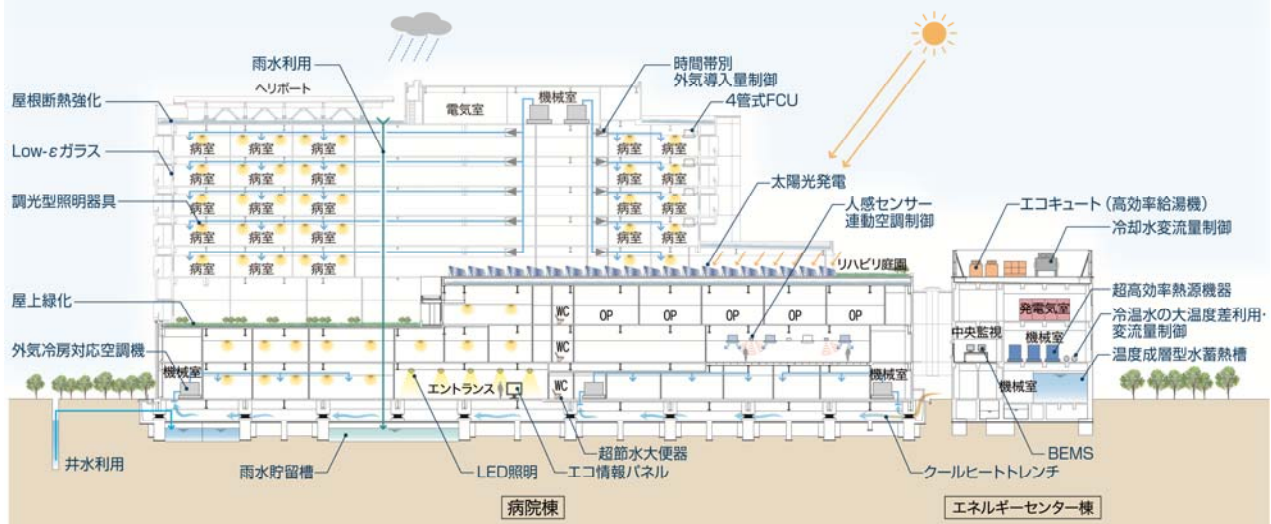 雨水利用
ヘリポート
屋根断熱強化
電気室
機械室
時間帯別
外気導入量制御
4管式FCU
Low-εガラス
調光型照明器具
病室 病室 病室 病室 病室
病室 病室 病室 病室 病室
病室 病室 病室 病室 病室
病室 病室 病室 病室 病室
病室 病室 病室 病室 病室
太陽光発電
人感センサー
連動空調制御
リハビリ庭園
エコキュート(高効率給湯機)
冷却水変流量制御
屋上緑化
外気冷房対応空調機
機械室
エントランス
WC
WC
WC
OP OP OP OP OP
機械室
発電気室
中央監視
機械室
機械室
超高効率熱源機器
冷温水の大温度差利用・
変流量制御
温度成層型水蓄熱槽
井水利用
雨水貯留槽
LED照明
超節水大便器
エコ情報パネル
クールヒートトレンチ
BEMS
病院棟
エネルギーセンター棟